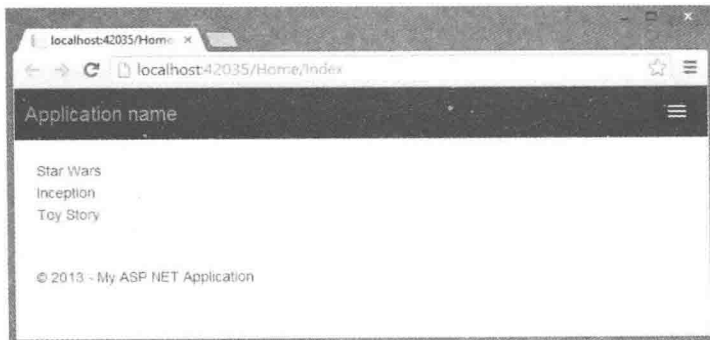 localhost:42035/Home
localhost:42035/Home/Index
Application name
Star Wars
Inception
Toy Story
© 2013 - My ASP NET Application